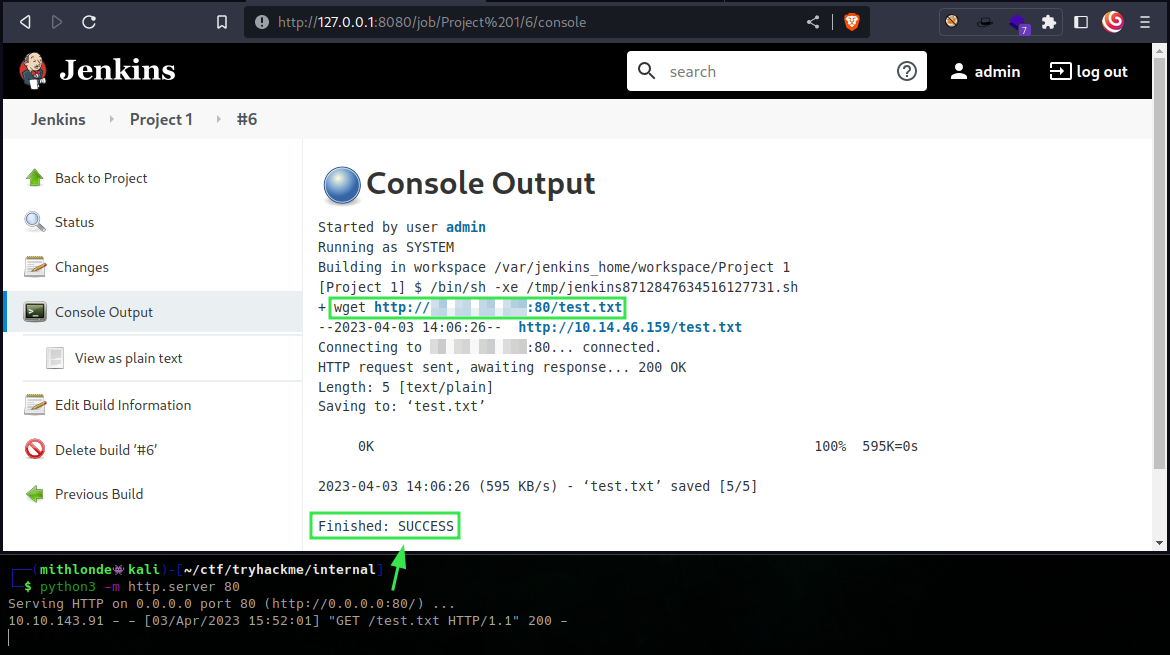 http://127.0.0.1:8080/job/Project%201/6/console
7
Jenkins
search
admin
log out
Jenkins
Project 1
#6
Back to Project
Status
Changes
Console Output
View as plain text
Edit Build Information
Delete build ‘#6’
Previous Build
Console Output
Started by user admin
Running as SYSTEM
Building in workspace /var/jenkins_home/workspace/Project 1
[Project 1] $ /bin/sh -xe /tmp/jenkins8712847634516127731.sh
+ wget http:// :80/test.txt
--2023-04-03 14:06:26-- http://10.14.46.159/test.txt
Connecting to :80... connected.
HTTP request sent, awaiting response... 200 OK
Length: 5 [text/plain]
Saving to: ‘test.txt’
0K 100% 595K=0s
2023-04-03 14:06:26 (595 KB/s) - ‘test.txt’ saved [5/5]
Finished: SUCCESS
(mithlonde kali)-[~/ctf/tryhackme/internal]
$ python3 -m http.server 80
Serving HTTP on 0.0.0.0 port 80 (http://0.0.0.0:80/) ...
10.10.143.91 - - [03/Apr/2023 15:52:01] "GET /test.txt HTTP/1.1" 200 -